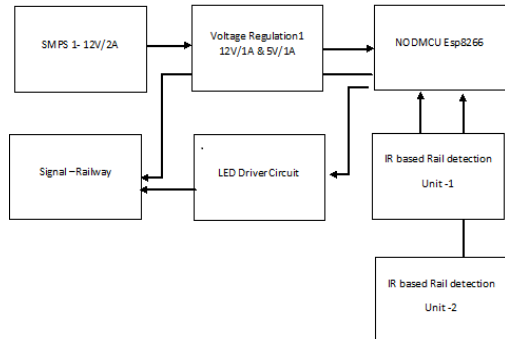 SMPS 1- 12V/2A
Voltage Regulation1
12V/1A & 5V/1A
NODMCU Esp8266
Signal –Railway
LED Driver Circuit
IR based Rail detection
Unit -1
IR based Rail detection
Unit -2